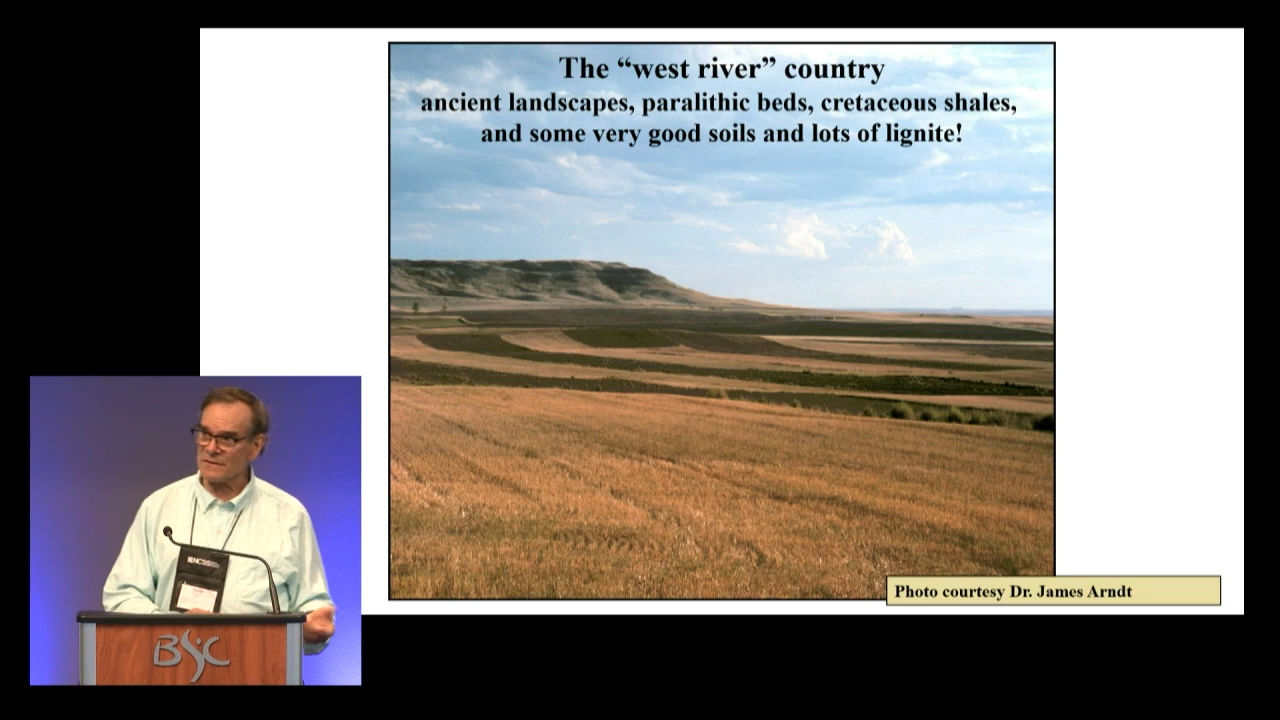 The “west river” country
ancient landscapes, paralithic beds, cretaceous shales,
and some very good soils and lots of lignite!
Photo courtesy Dr. James Arndt
NCSS
BSC